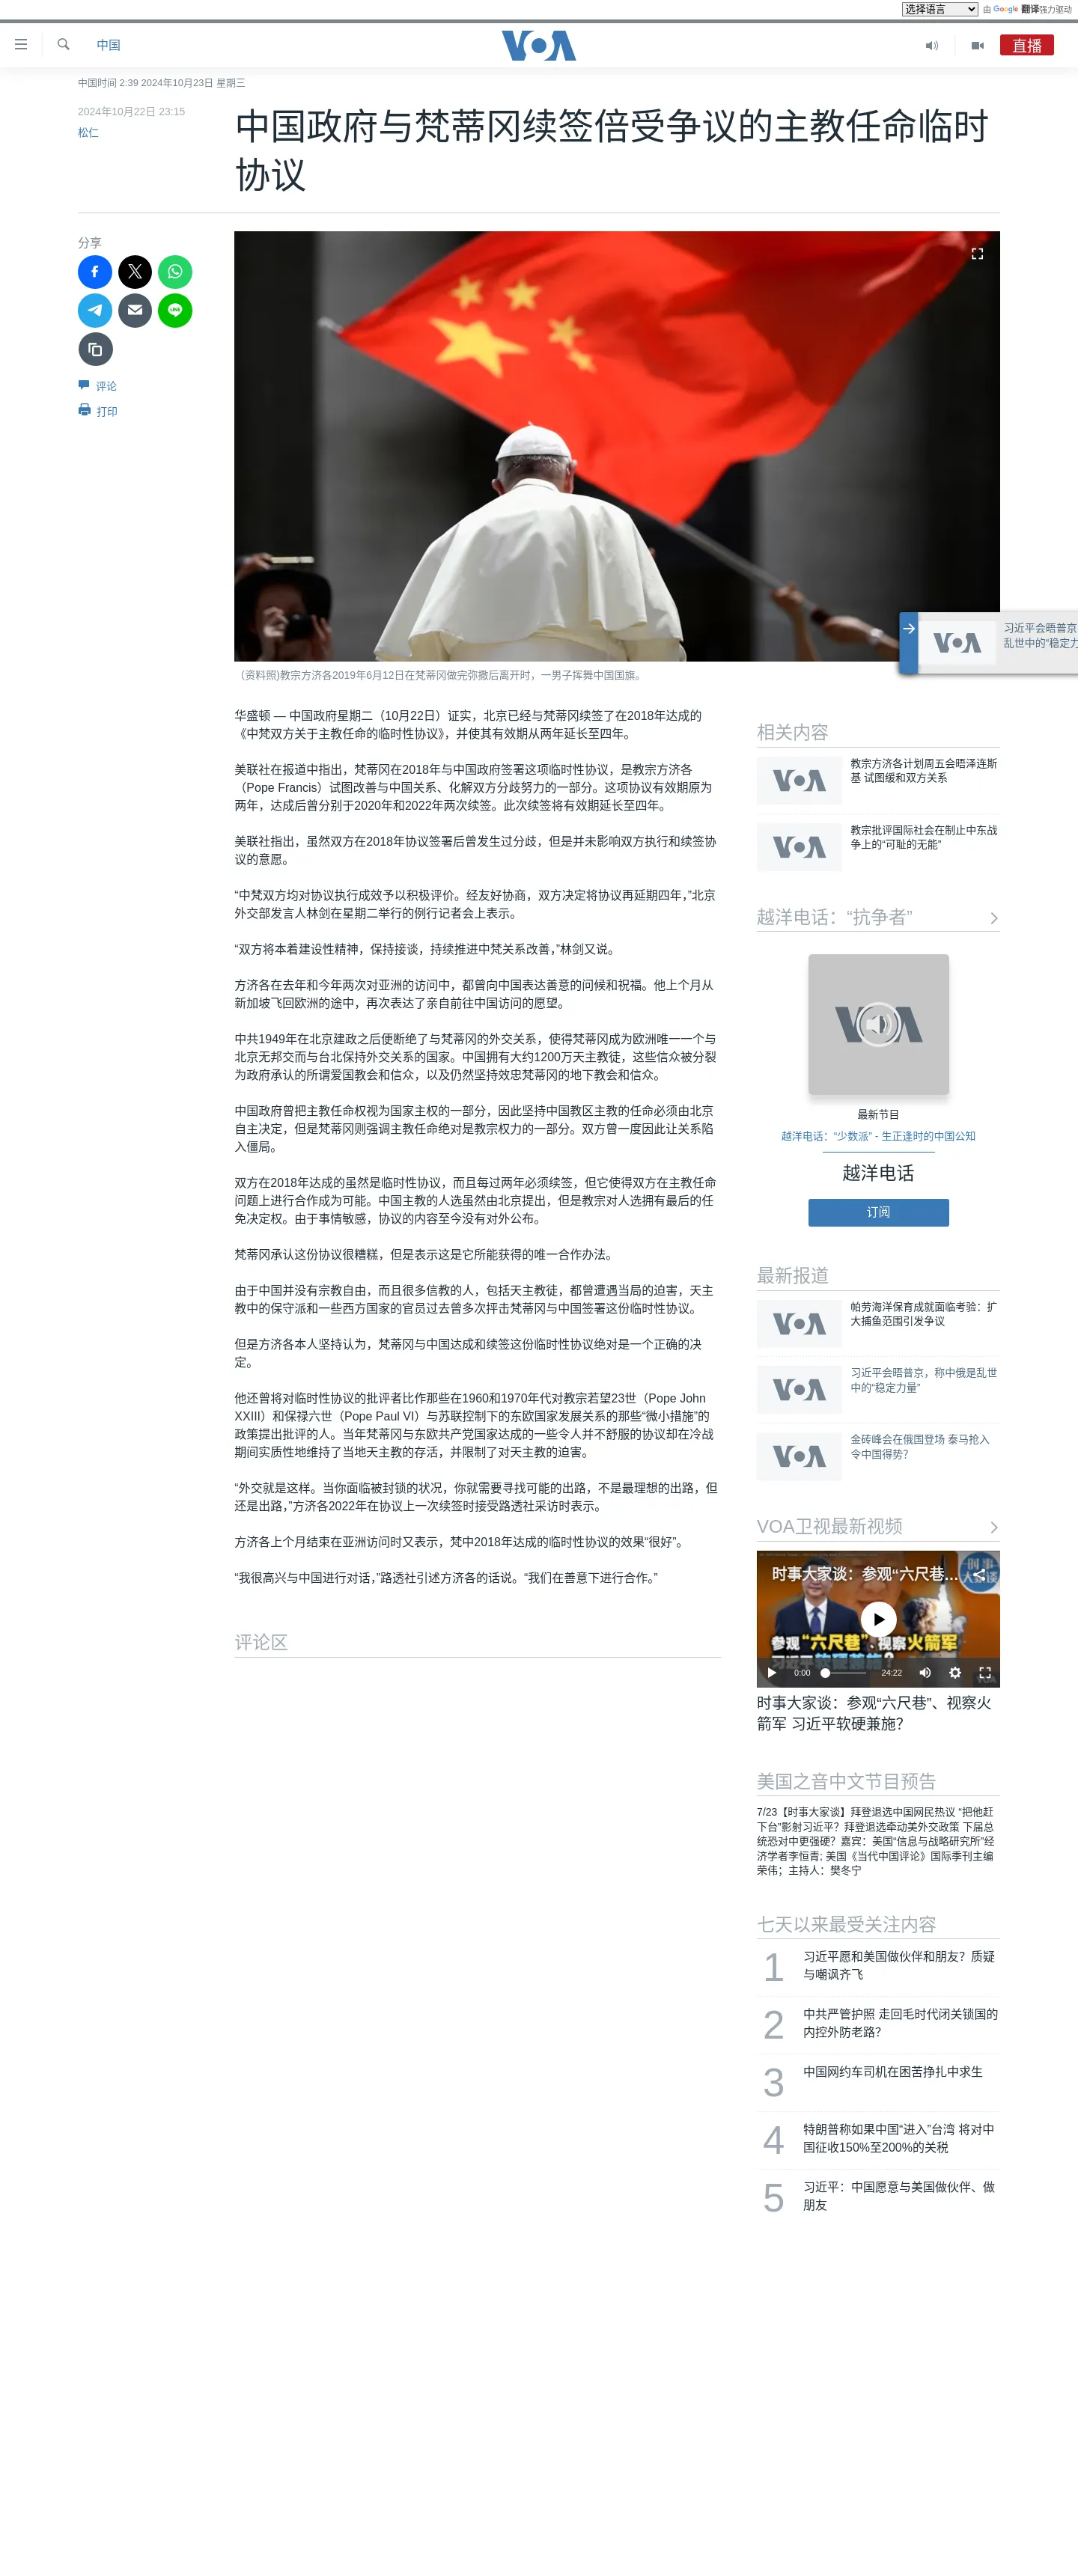 选择语言
由 Google 翻译强力驱动
中国
VOA
直播
中国时间 2:39 2024年10月23日 星期三
2024年10月22日 23:15
松仁
中国政府与梵蒂冈续签倍受争议的主教任命临时
协议
分享
LINE
评论
打印
(资料照)教宗方济各2019年6月12日在梵蒂冈做完弥撒后离开时，一男子挥舞中国国旗。
VOA
习近平会晤普京
乱世中的“稳定力
华盛顿 — 中国政府星期二（10月22日）证实，北京已经与梵蒂冈续签了在2018年达成的
《中梵双方关于主教任命的临时性协议》，并使其有效期从两年延长至四年。
美联社在报道中指出，梵蒂冈在2018年与中国政府签署这项临时性协议，是教宗方济各
（Pope Francis）试图改善与中国关系、化解双方分歧努力的一部分。这项协议有效期原为
两年，达成后曾分别于2020年和2022年两次续签。此次续签将有效期延长至四年。
美联社指出，虽然双方在2018年协议签署后曾发生过分歧，但是并未影响双方执行和续签协
议的意愿。
“中梵双方均对协议执行成效予以积极评价。经友好协商，双方决定将协议再延期四年，”北京
外交部发言人林剑在星期二举行的例行记者会上表示。
“双方将本着建设性精神，保持接谈，持续推进中梵关系改善，”林剑又说。
方济各在去年和今年两次对亚洲的访问中，都曾向中国表达善意的问候和祝福。他上个月从
新加坡飞回欧洲的途中，再次表达了亲自前往中国访问的愿望。
中共1949年在北京建政之后便断绝了与梵蒂冈的外交关系，使得梵蒂冈成为欧洲唯一一个与
北京无邦交而与台北保持外交关系的国家。中国拥有大约1200万天主教徒，这些信众被分裂
为政府承认的所谓爱国教会和信众，以及仍然坚持效忠梵蒂冈的地下教会和信众。
中国政府曾把主教任命权视为国家主权的一部分，因此坚持中国教区主教的任命必须由北京
自主决定，但是梵蒂冈则强调主教任命绝对是教宗权力的一部分。双方曾一度因此让关系陷
入僵局。
双方在2018年达成的虽然是临时性协议，而且每过两年必须续签，但它使得双方在主教任命
问题上进行合作成为可能。中国主教的人选虽然由北京提出，但是教宗对人选拥有最后的任
免决定权。由于事情敏感，协议的内容至今没有对外公布。
梵蒂冈承认这份协议很糟糕，但是表示这是它所能获得的唯一合作办法。
由于中国并没有宗教自由，而且很多信教的人，包括天主教徒，都曾遭遇当局的迫害，天主
教中的保守派和一些西方国家的官员过去曾多次抨击梵蒂冈与中国签署这份临时性协议。
但是方济各本人坚持认为，梵蒂冈与中国达成和续签这份临时性协议绝对是一个正确的决
定。
他还曾将对临时性协议的批评者比作那些在1960和1970年代对教宗若望23世（Pope John
XXIII）和保禄六世（Pope Paul VI）与苏联控制下的东欧国家发展关系的那些“微小措施”的
政策提出批评的人。当年梵蒂冈与东欧共产党国家达成的一些令人并不舒服的协议却在冷战
期间实质性地维持了当地天主教的存活，并限制了对天主教的迫害。
“外交就是这样。当你面临被封锁的状况，你就需要寻找可能的出路，不是最理想的出路，但
还是出路，”方济各2022年在协议上一次续签时接受路透社采访时表示。
方济各上个月结束在亚洲访问时又表示，梵中2018年达成的临时性协议的效果“很好”。
“我很高兴与中国进行对话，”路透社引述方济各的话说。“我们在善意下进行合作。”
评论区
相关内容
VOA
教宗方济各计划周五会晤泽连斯
基 试图缓和双方关系
VOA
教宗批评国际社会在制止中东战
争上的“可耻的无能”
越洋电话：“抗争者”
VOA
最新节目
越洋电话：“少数派” - 生正逢时的中国公知
越洋电话
订阅
最新报道
VOA
帕劳海洋保育成就面临考验：扩
大捕鱼范围引发争议
VOA
习近平会晤普京，称中俄是乱世
中的“稳定力量”
VOA
金砖峰会在俄国登场 泰马抢入
令中国得势？
VOA卫视最新视频
时事大家谈：参观“六尺巷...
时事
大家谈
参观“六尺巷”、视察火箭军
习近平软硬兼施？
0:00
24:22
VOA
时事大家谈：参观“六尺巷”、视察火
箭军 习近平软硬兼施？
美国之音中文节目预告
7/23【时事大家谈】拜登退选中国网民热议 “把他赶
下台”影射习近平？拜登退选牵动美外交政策 下届总
统恐对中更强硬？嘉宾：美国“信息与战略研究所”经
济学者李恒青; 美国《当代中国评论》国际季刊主编
荣伟；主持人：樊冬宁
七天以来最受关注内容
1
习近平愿和美国做伙伴和朋友？质疑
与嘲讽齐飞
2
中共严管护照 走回毛时代闭关锁国的
内控外防老路？
3
中国网约车司机在困苦挣扎中求生
4
特朗普称如果中国“进入”台湾 将对中
国征收150%至200%的关税
5
习近平：中国愿意与美国做伙伴、做
朋友